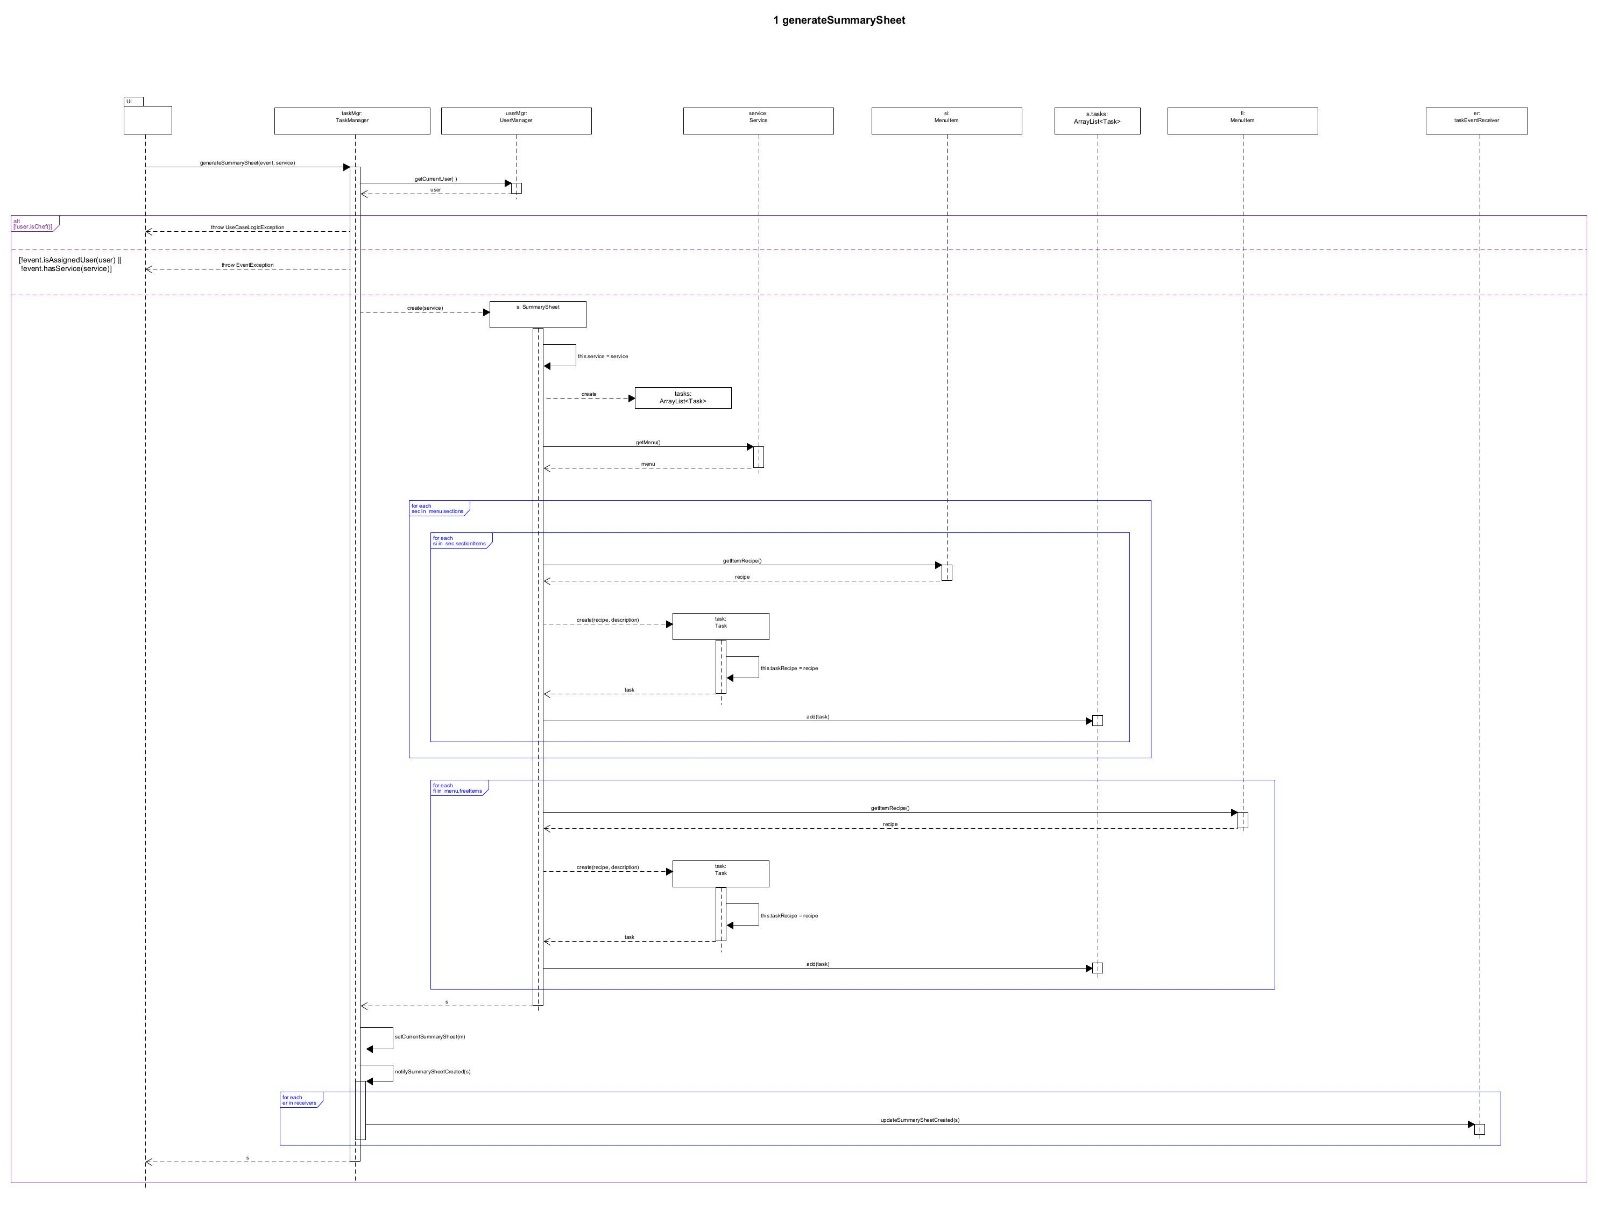 1 generateSummarySheet
UI
taskMgr:
TaskManager
userMgr:
UserManager
service
Service
si:
MenuItem
s.tasks:
ArrayList<Task>
fi:
MenuItem
er:
taskEventReceiver
generateSummarySheet(event, service)
getCurrentUser( )
user
alt
[!user.isChef()]
throw UseCaseLogicException
[!event.isAssignedUser(user) ||
!event.hasService(service)]
throw EventException
create(service)
s: SummarySheet
this.service = service
create
tasks:
ArrayList<Task>
getMenu()
menu
for each
sec in menu.sections
for each
si in sec.sectionItems
getItemRecipe()
recipe
create(recipe, description)
task:
Task
this.taskRecipe = recipe
task
add(task)
for each
fi in menu.freeItems
getItemRecipe()
recipe
create(recipe, description)
task:
Task
this.taskRecipe = recipe
task
add(task)
s
setCurrentSummarySheet(m)
notifySummarySheetCreated(s)
for each
er in receivers
updateSummarySheetCreated(s)
s